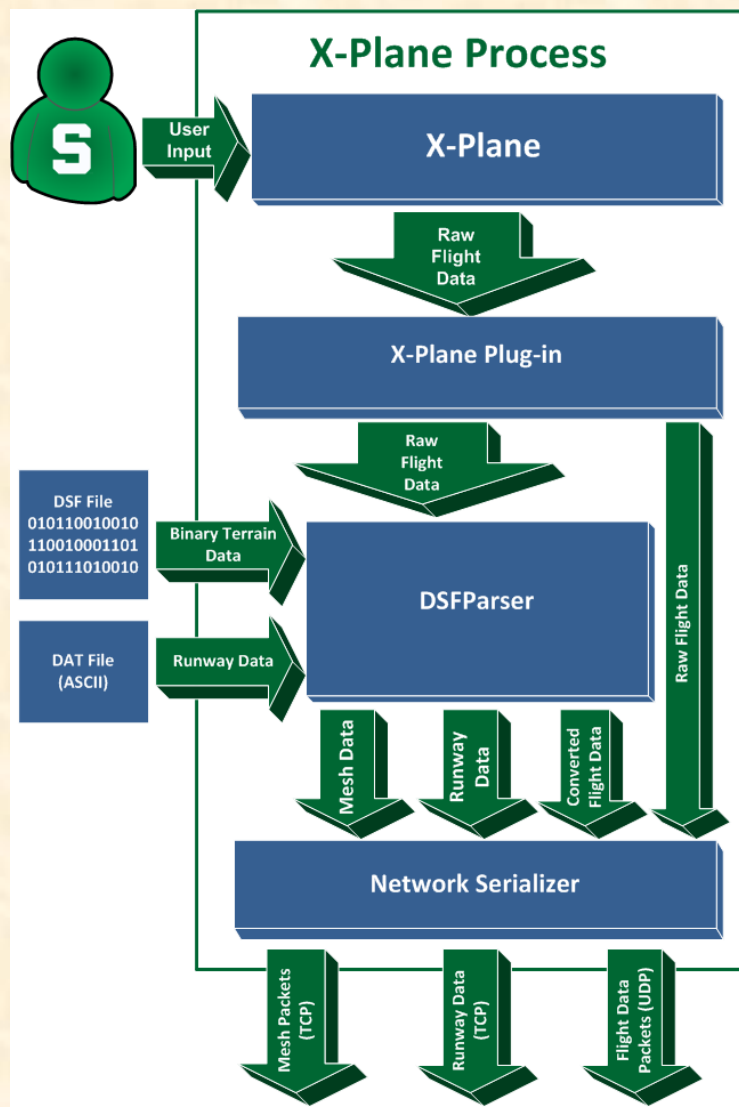 X-Plane Process
S
User
Input
X-Plane
Raw
Flight
Data
X-Plane Plug-in
Raw
Flight
Data
Raw Flight Data
DSF File
010110010010
110010001101
010111010010
Binary Terrain
Data
DSFParser
DAT File
(ASCII)
Runway Data
Mesh Data
Runway
Data
Converted
Flight Data
Network Serializer
Mesh Packets
(TCP)
Runway Data
(TCP)
Flight Data
Packets (UDP)